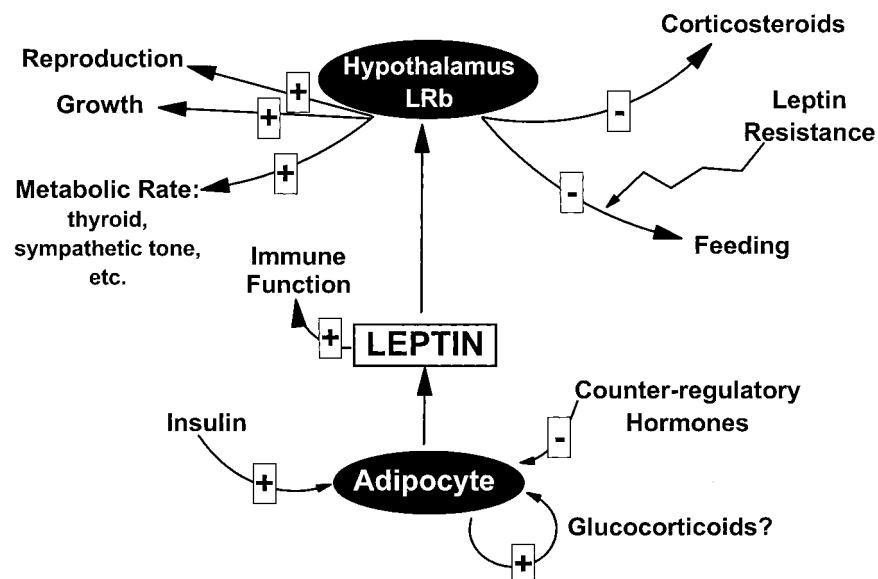 Corticosteroids
Reproduction
Hypothalamus
LRb
+
Growth
+
-
Leptin
Resistance
+
Metabolic Rate:
thyroid,
sympathetic tone,
etc.
-
Feeding
Immune
Function
+
LEPTIN
Counter-regulatory
Hormones
Insulin
-
+
Adipocyte
Glucocorticoids?
+